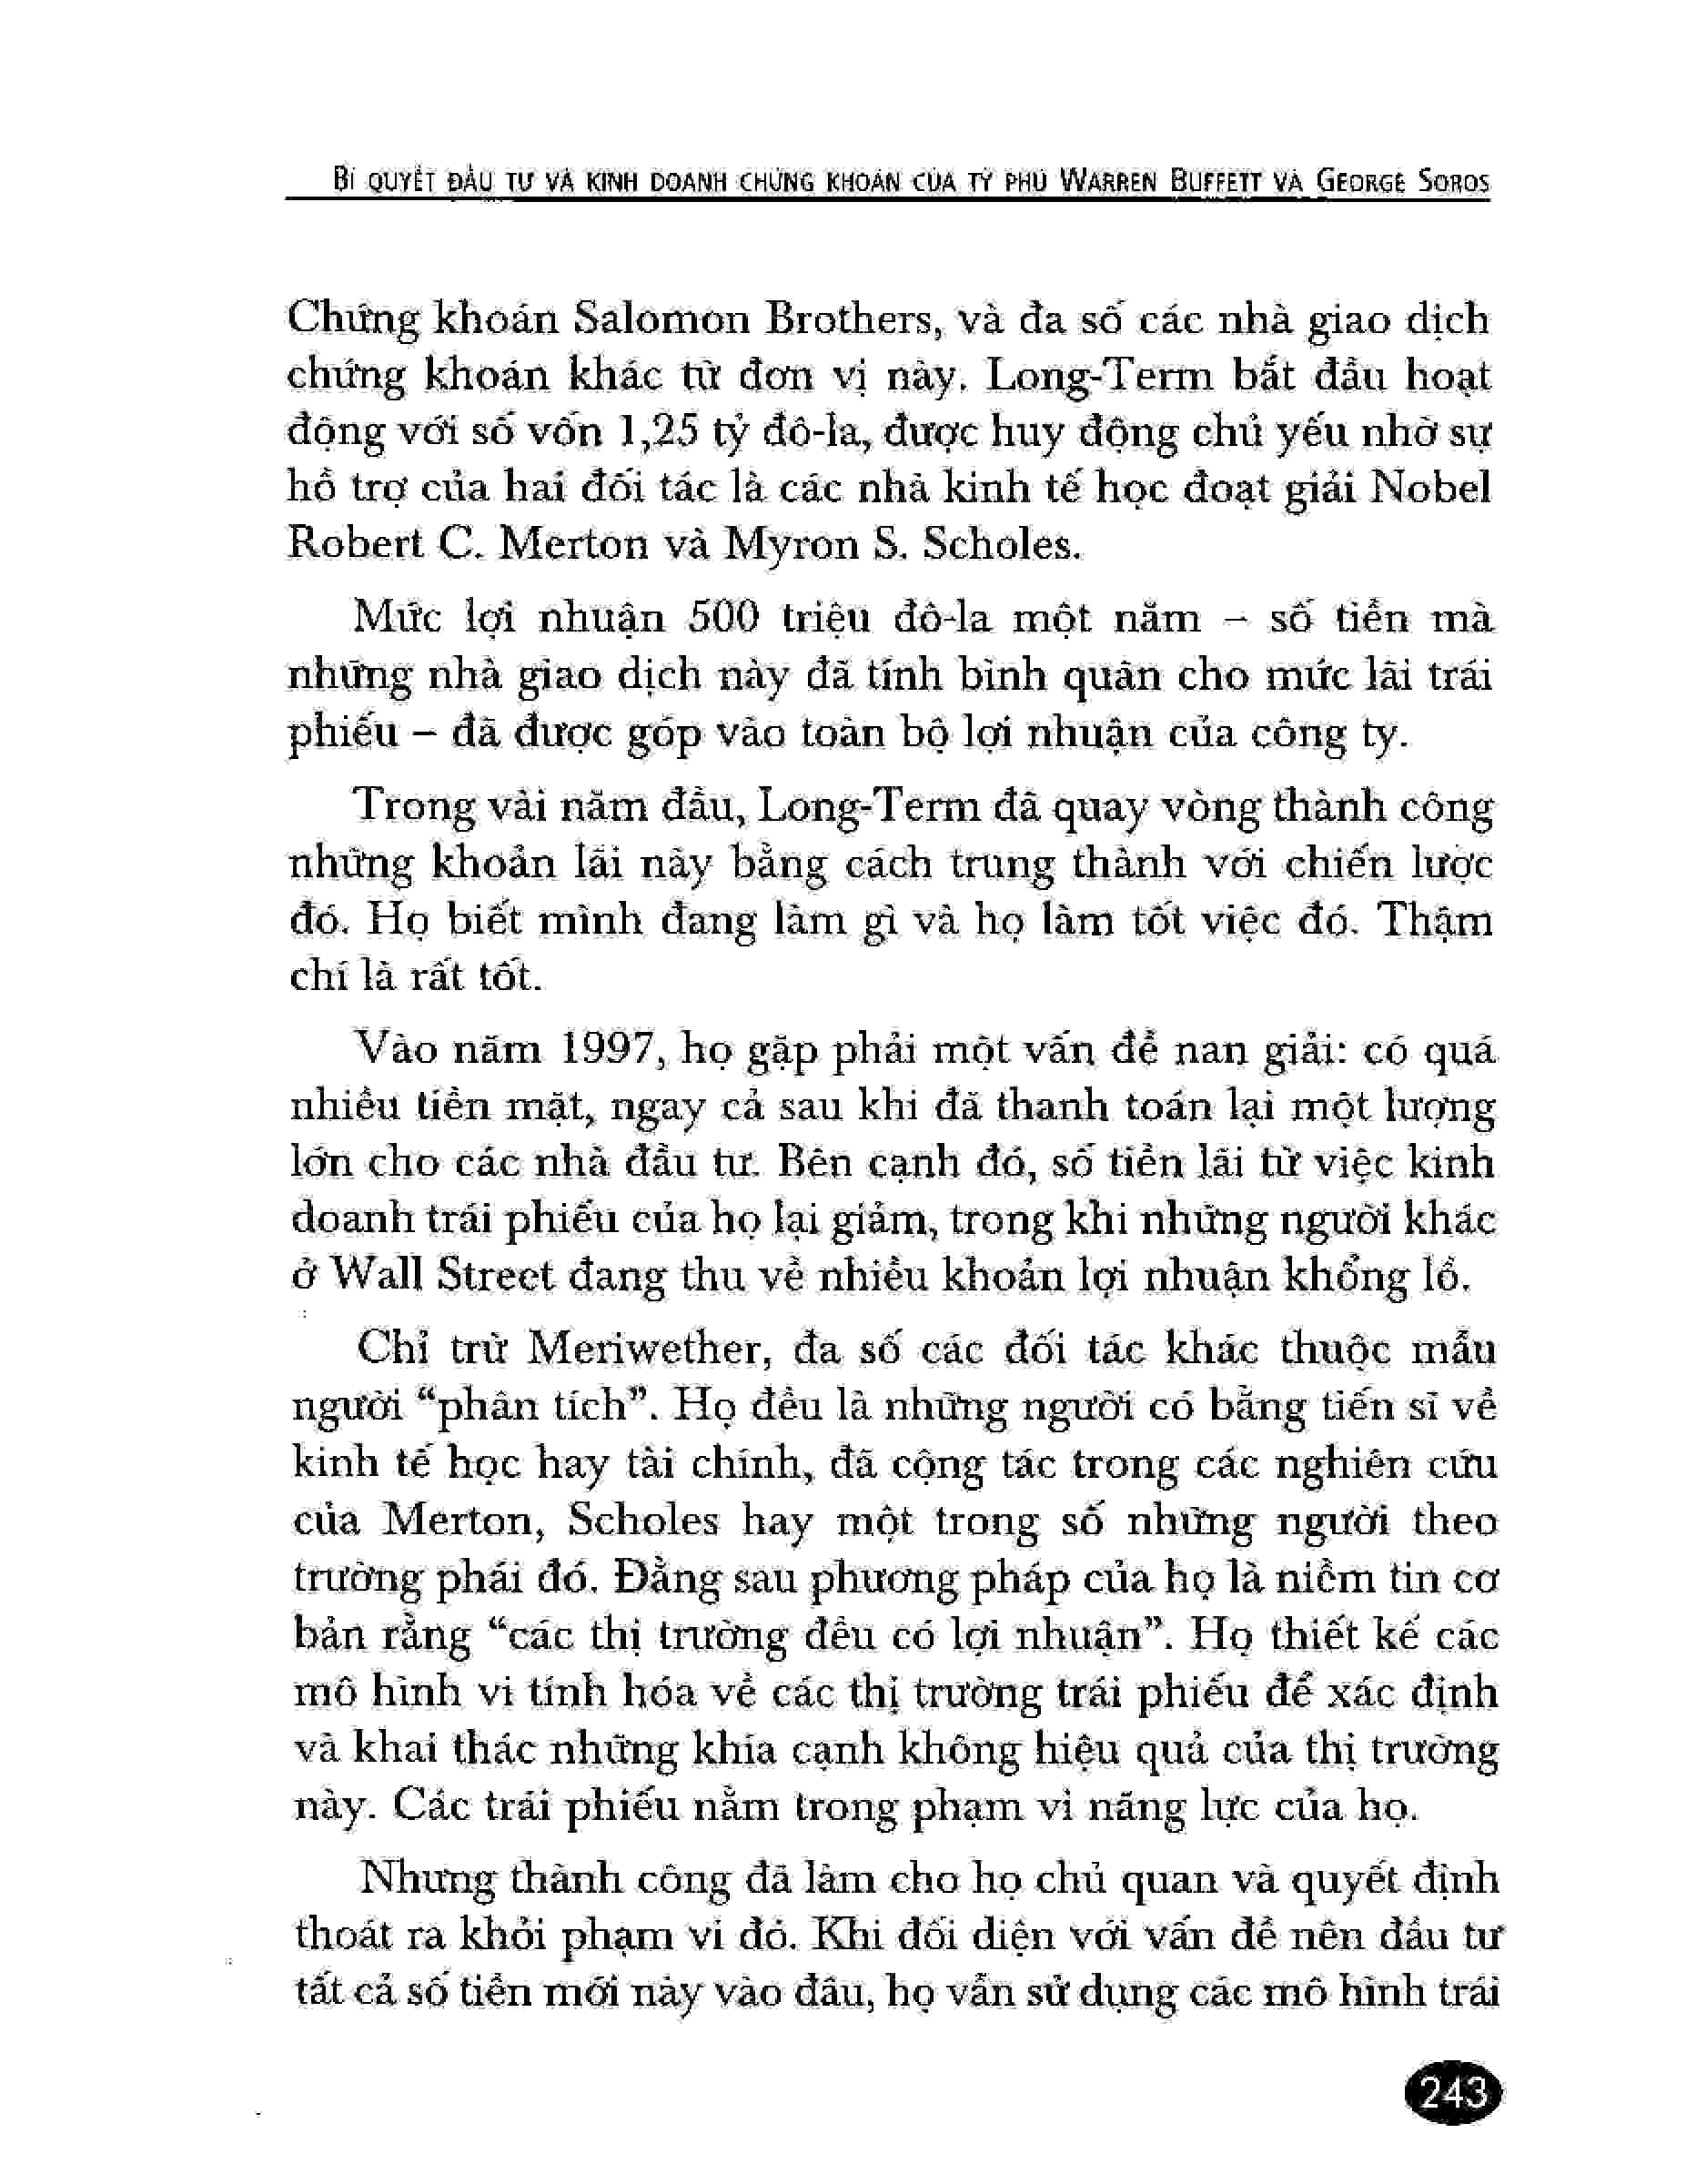 BÍ QUYẾT ĐẦU TƯ VÀ KINH DOANH CHỨNG KHOÁN CỦA TỶ PHÚ WARREN BUFFETT VÀ GEORGE SOROS
Chứng khoán Salomon Brothers, và đa số các nhà giao dịch
chứng khoán khác từ đơn vị này. Long-Term bắt đầu hoạt
động với số vốn 1,25 tỷ đô-la, được huy động chủ yếu nhờ sự
hỗ trợ của hai đối tác là các nhà kinh tế học đoạt giải Nobel
Robert C. Merton và Myron S. Scholes.
Mức lợi nhuận 500 triệu đô-la một năm – số tiền mà
những nhà giao dịch này đã tính bình quân cho mức lãi trái
phiếu – đã được góp vào toàn bộ lợi nhuận của công ty.
Trong vài năm đầu, Long-Term đã quay vòng thành công
những khoản lãi này bằng cách trung thành với chiến lược
đó. Họ biết mình đang làm gì và họ làm tốt việc đó. Thậm
chí là rất tốt.
Vào năm 1997, họ gặp phải một vấn đề nan giải: có quá
nhiều tiền mặt, ngay cả sau khi đã thanh toán lại một lượng
lớn cho các nhà đầu tư. Bên cạnh đó, số tiền lãi từ việc kinh
doanh trái phiếu của họ lại giảm, trong khi những người khác
ở Wall Street đang thu về nhiều khoản lợi nhuận khổng lồ.
Chỉ trừ Meriwether, đa số các đối tác khác thuộc mẫu
người “phân tích”. Họ đều là những người có bằng tiến sĩ về
kinh tế học hay tài chính, đã cộng tác trong các nghiên cứu
của Merton, Scholes hay một trong số những người theo
trường phái đó. Đằng sau phương pháp của họ là niềm tin cơ
bản rằng “các thị trường đều có lợi nhuận”. Họ thiết kế các
mô hình vi tính hóa về các thị trường trái phiếu để xác định
và khai thác những khía cạnh không hiệu quả của thị trường
này. Các trái phiếu nằm trong phạm vi năng lực của họ.
Nhưng thành công đã làm cho họ chủ quan và quyết định
thoát ra khỏi phạm vi đó. Khi đối diện với vấn đề nên đầu tư
tất cả số tiền mới này vào đâu, họ vẫn sử dụng các mô hình trái
243